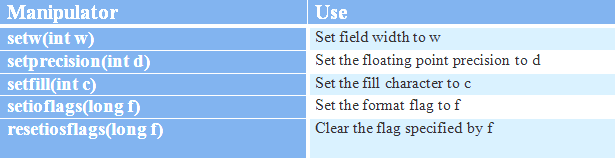 Manipulator Use
setw(int w) Set field width to w
setprecision(int d) Set the floating point precision to d
setfill(int c) Set the fill character to c
setioflags(long f) Set the format flag to f
resetiosflags(long f) Clear the flag specified by f